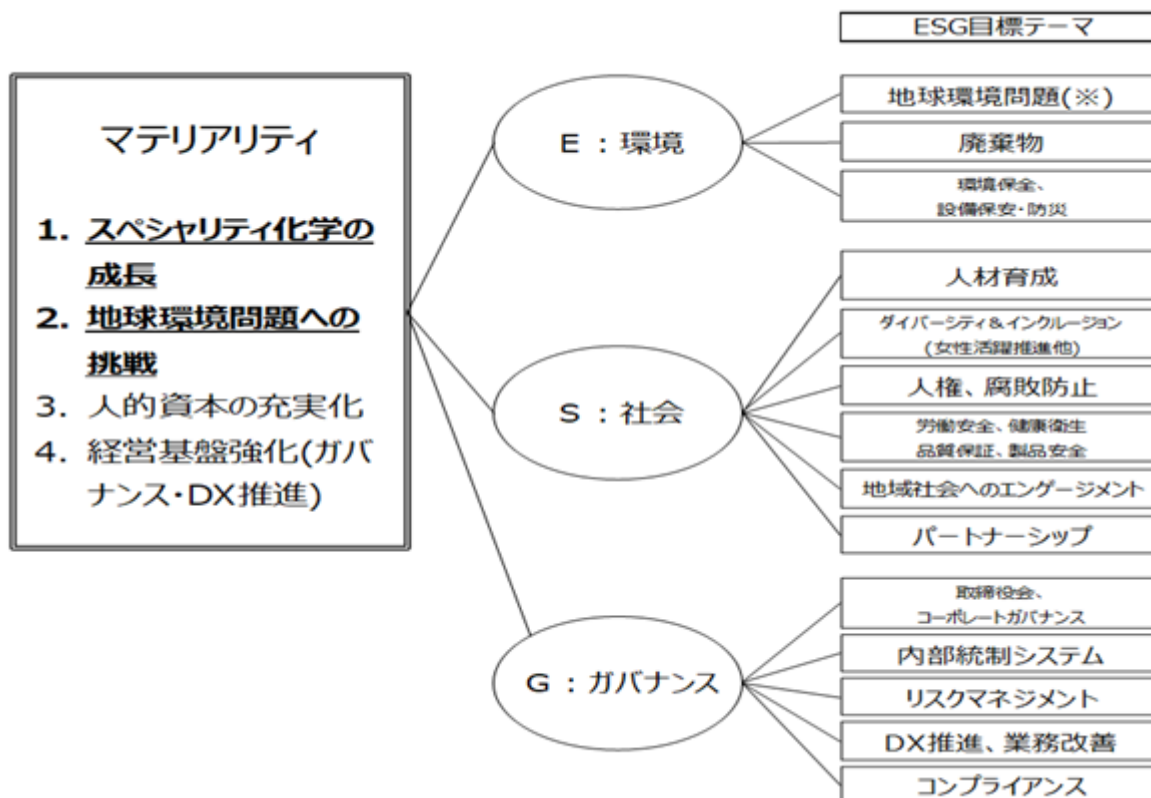 ESG目標テーマ
マテリアリティ
1. スペシャリティ化学の
成長
2. 地球環境問題への
挑戦
3. 人的資本の充実化
4. 経営基盤強化(ガバ
ナンス・DX推進)
E：環境
地球環境問題(※)
廃棄物
環境保全、
設備保安・防災
S：社会
人材育成
ダイバーシティ＆インクルージョン
(女性活躍推進他)
人権、腐敗防止
労働安全、健康衛生
品質保証、製品安全
地域社会へのエンゲージメント
パートナーシップ
G：ガバナンス
取締役会、
コーポレートガバナンス
内部統制システム
リスクマネジメント
DX推進、業務改善
コンプライアンス